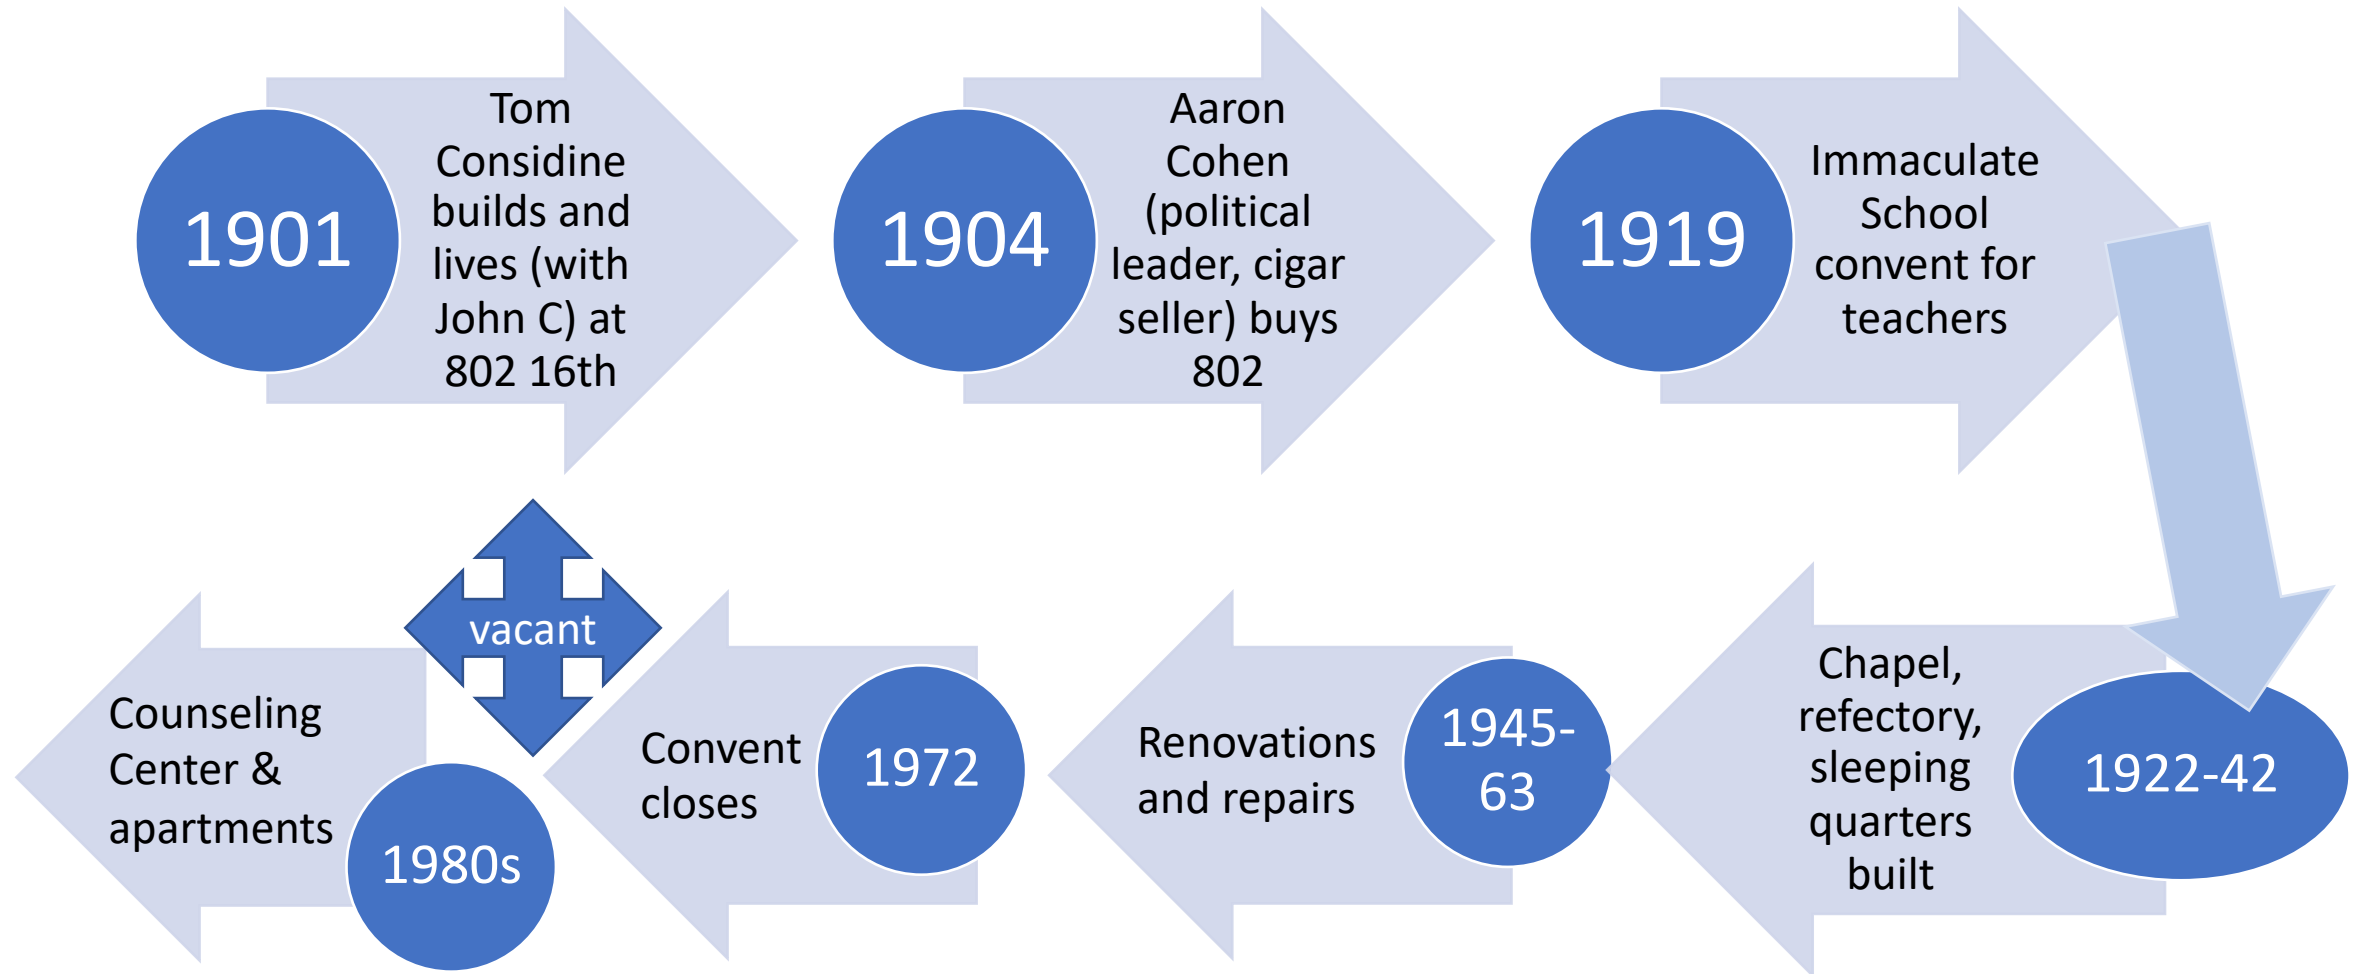 1901
Tom
Considine
builds and
lives (with
John C) at
802 16th
1904
Aaron
Cohen
(political
leader, cigar
seller) buys
802
1919
Immaculate
School
convent for
teachers
1922-42
Chapel,
refectory,
sleeping
quarters
built
1945-
63
Renovations
and repairs
1972
Convent
closes
vacant
1980s
Counseling
Center &
apartments